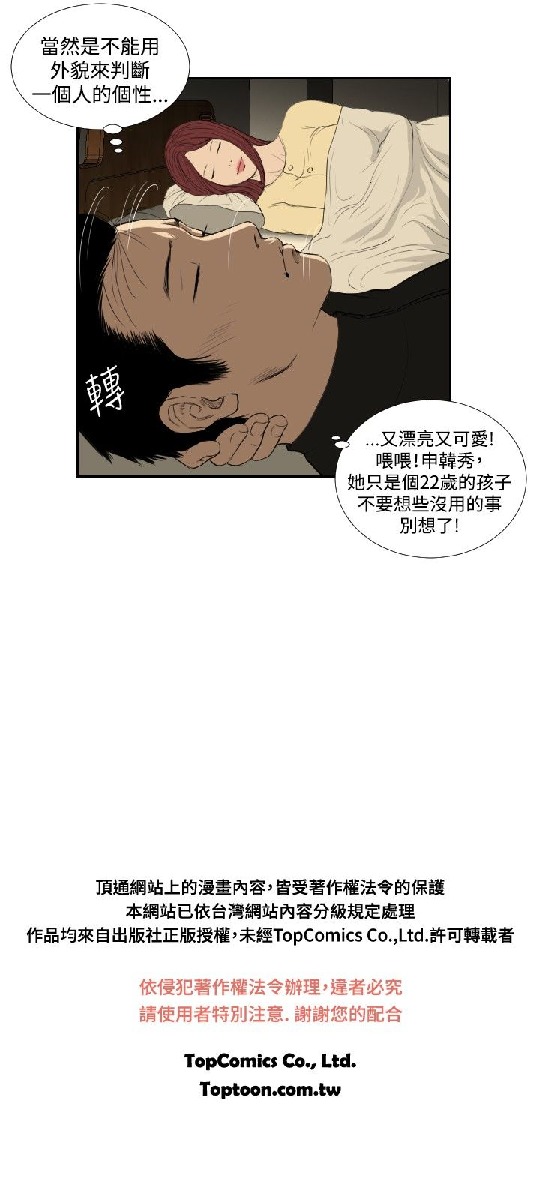 當然是不能用
外貌來判斷
一個人的個性...
轉
...又漂亮又可愛!
喂喂!申韓秀,
她只是個22歲的孩子
不要想些沒用的事
別想了!
頂通網站上的漫畫內容,皆受著作權法令的保護
本網站已依台灣網站內容分級規定處理
作品均來自出版社正版授權,未經TopComics Co.,Ltd.許可轉載者
依侵犯著作權法令辦理,違者必究
請使用者特別注意. 謝謝您的配合
TopComics Co., Ltd.
Toptoon.com.tw